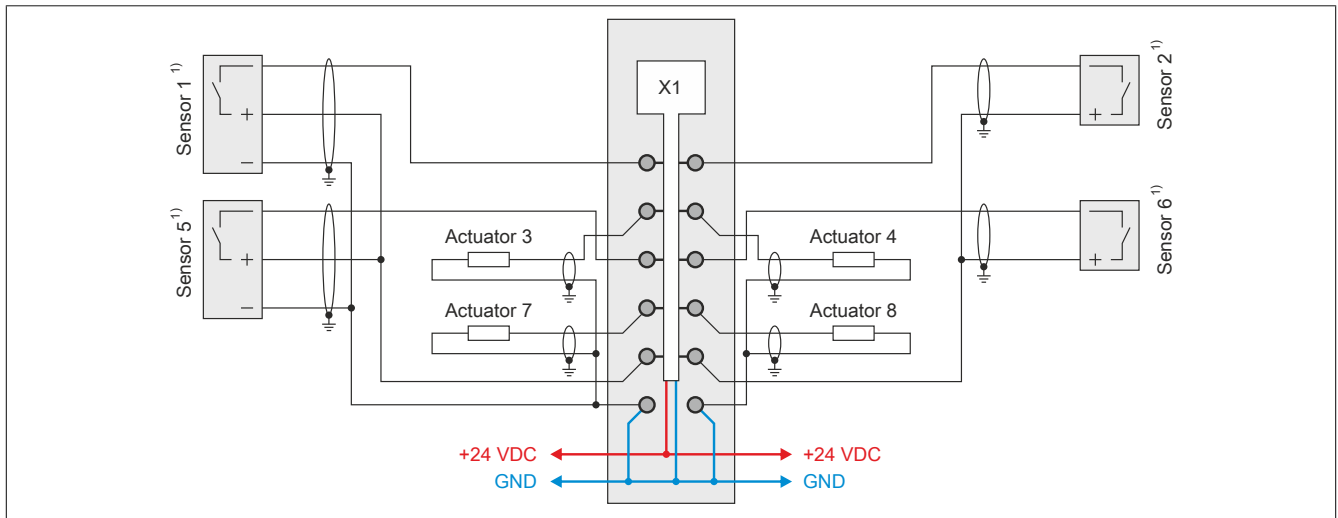 X1
Sensor 1 1)
+
–
Sensor 2 1)
+
Sensor 5 1)
+
–
Sensor 6 1)
+
Actuator 3
Actuator 4
Actuator 7
Actuator 8
+24 VDC
+24 VDC
GND
GND